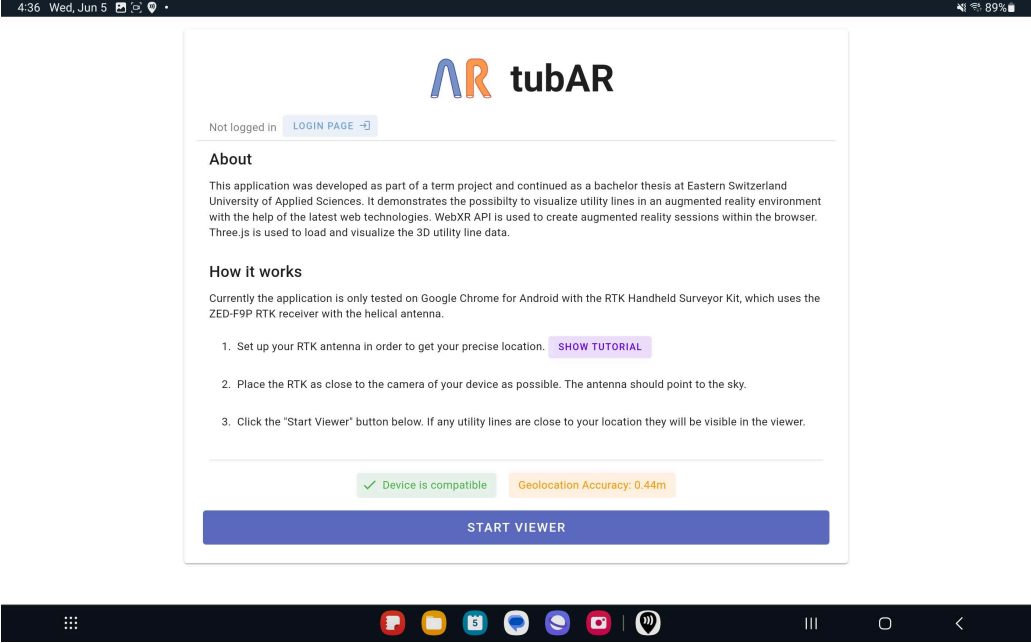 4:36 Wed, Jun 5
89%
AR tubAR
Not logged in LOGIN PAGE
About
This application was developed as part of a term project and continued as a bachelor thesis at Eastern Switzerland
University of Applied Sciences. It demonstrates the possibilty to visualize utility lines in an augmented reality environment
with the help of the latest web technologies. WebXR API is used to create augmented reality sessions within the browser.
Three.js is used to load and visualize the 3D utility line data.
How it works
Currently the application is only tested on Google Chrome for Android with the RTK Handheld Surveyor Kit, which uses the
ZED-F9P RTK receiver with the helical antenna.
1. Set up your RTK antenna in order to get your precise location. SHOW TUTORIAL
2. Place the RTK as close to the camera of your device as possible. The antenna should point to the sky.
3. Click the "Start Viewer" button below. If any utility lines are close to your location they will be visible in the viewer.
Device is compatible Geolocation Accuracy: 0.44m
START VIEWER
5